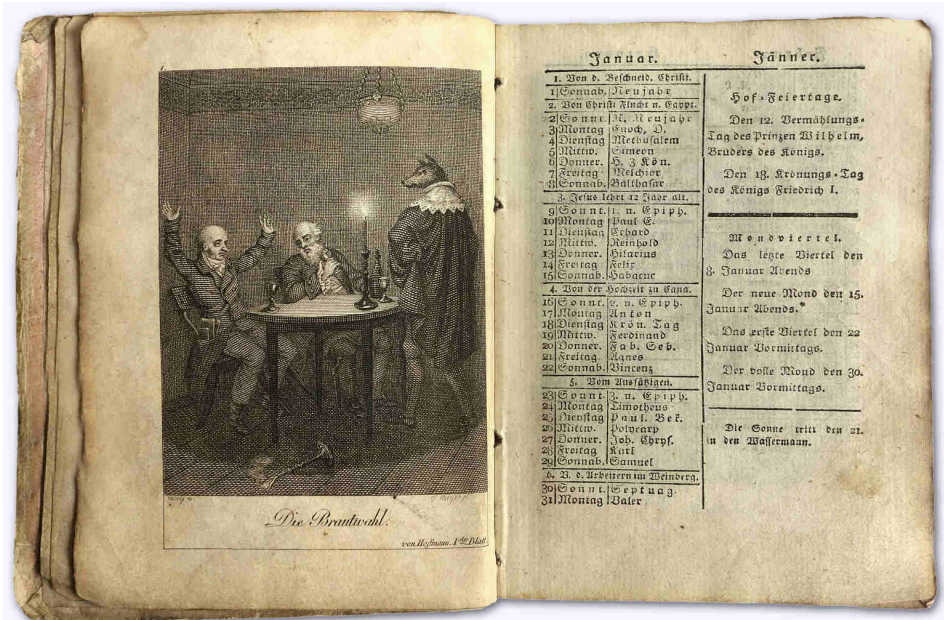 Die Brautwahl.
von Hoffmann. Iᵗᵉˢ Blatt.
Januar.
1. Von d. Beschneid. Christi.
1 Sonnab. Neujahr
2. Von Christi Flucht n. Egypt.
2 Sonnt. N. Neujahr
3 Montag Enoch, D.
4 Dienstag Methusalem
5 Mittw. Simeon
6 Donner. H. 3 Kön.
7 Freitag Melchior
8 Sonnab. Balthasar
3. Jesus lehrt 12 Jahr alt.
9 Sonnt. 1. n. Epiph.
10 Montag Paul E.
11 Dienstag Erhard
12 Mittw. Reinhold
13 Donner. Hilarius
14 Freitag Felix
15 Sonnab. Habacuc
4. Von der Hochzeit zu Cana.
16 Sonnt. 2. n. Epiph.
17 Montag Anton
18 Dienstag Krön. Tag
19 Mittw. Ferdinand
20 Donner. Fab. Seb.
21 Freitag Agnes
22 Sonnab. Vincenz
5. Vom Aussätzigen.
23 Sonnt. 3. n. Epiph.
24 Montag Timotheus
25 Dienstag Paul. Bek.
26 Mittw. Polycarp
27 Donner. Joh. Chrys.
28 Freitag Karl
29 Sonnab. Samuel
6. V. d. Arbeitern im Weinberg.
30 Sonnt. Septuag.
31 Montag Valer
Jänner.
Hof-Feiertage.
Den 12. Vermählungs-
Tag des Prinzen Wilhelm,
Bruders des Königs.
Den 18. Krönungs-Tag
des Königs Friedrich I.
Mondviertel.
Das letzte Viertel den
8. Januar Abends
Der neue Mond den 15.
Januar Abends.
Das erste Viertel den 22
Januar Vormittags.
Der volle Mond den 30.
Januar Vormittags.
Die Sonne tritt den 21.
in den Wassermann.